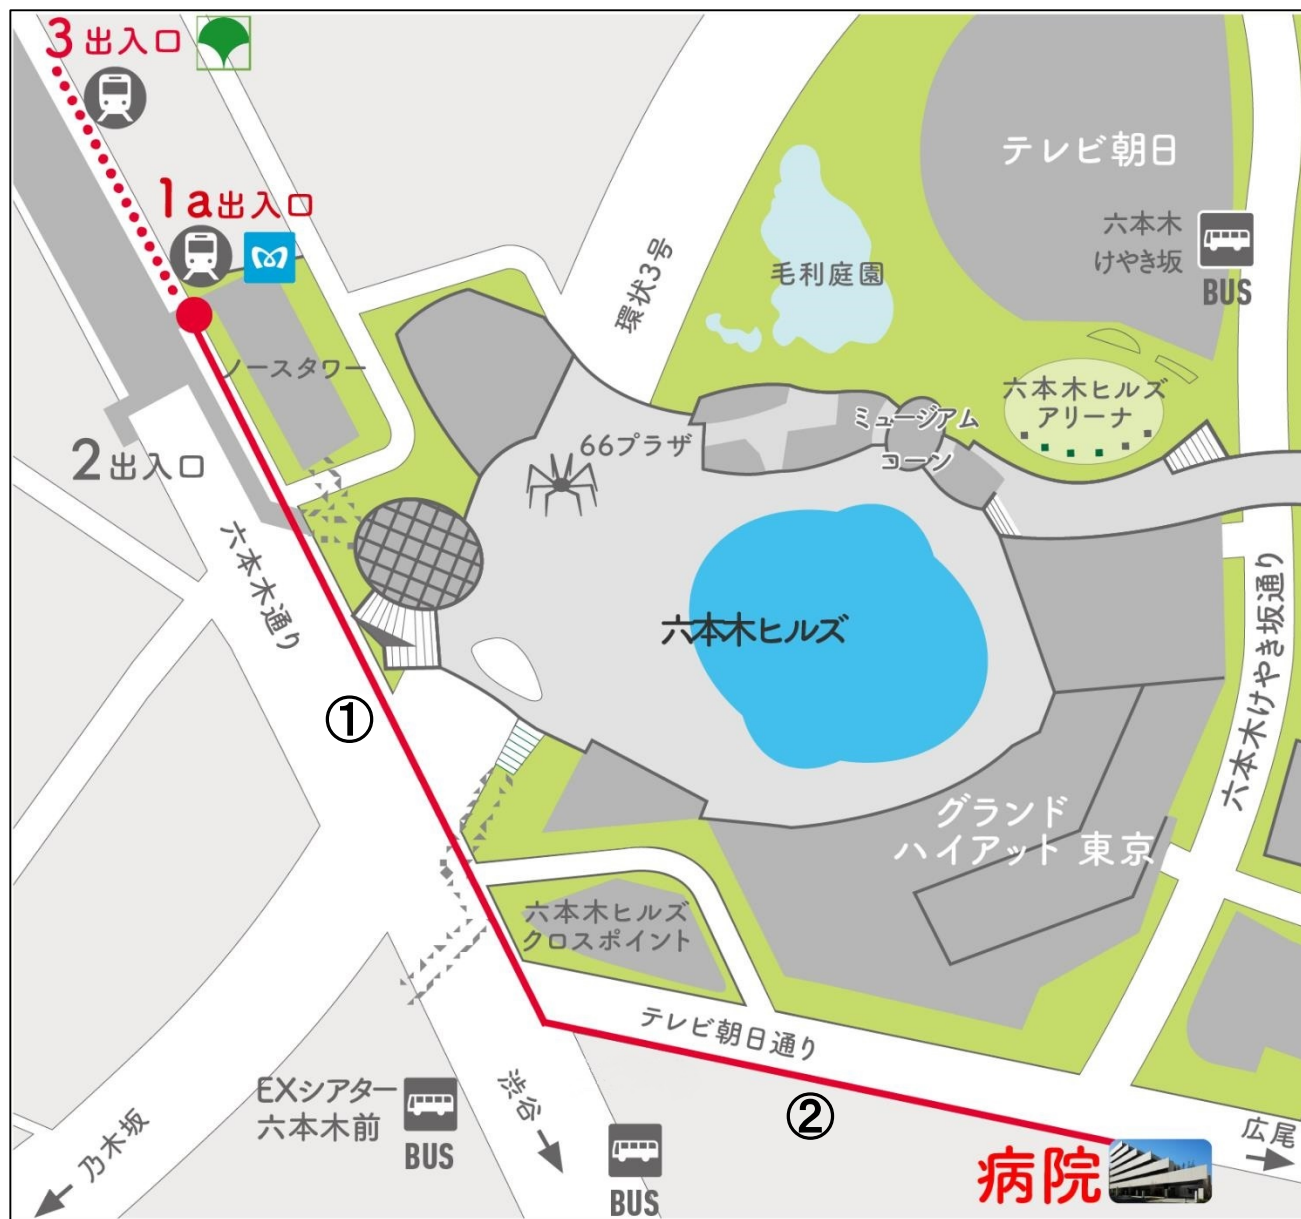 3 出入口
1a出入口
テレビ朝日
六本木
けやき坂
BUS
毛利庭園
環状3号
ノースタワー
六本木ヒルズ
アリーナ
ミュージアム
コーン
66プラザ
2 出入口
六本木通り
六本木ヒルズ
六本木けやき坂通り
①
グランド
ハイアット 東京
六本木ヒルズ
クロスポイント
テレビ朝日通り
EXシアター
六本木前
BUS
渋谷
②
乃木坂
BUS
病院
広尾